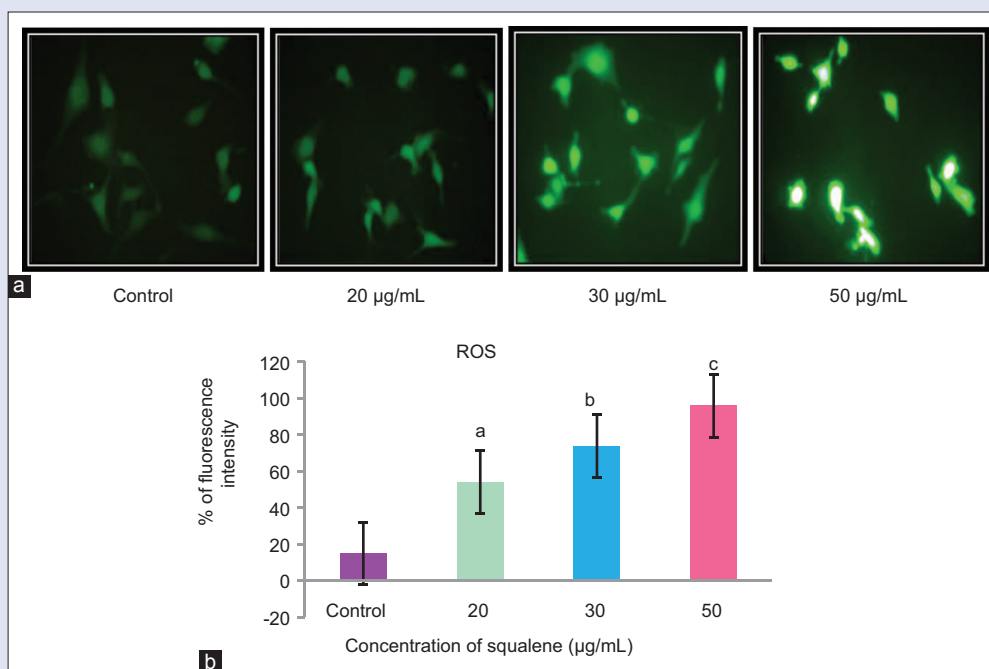 a
Control 20 µg/mL 30 µg/mL 50 µg/mL
ROS
% of fluorescence
intensity
120
100
80
60
40
20
0
-20
a
b
c
Control 20 30 50
Concentration of squalene (µg/mL)
b